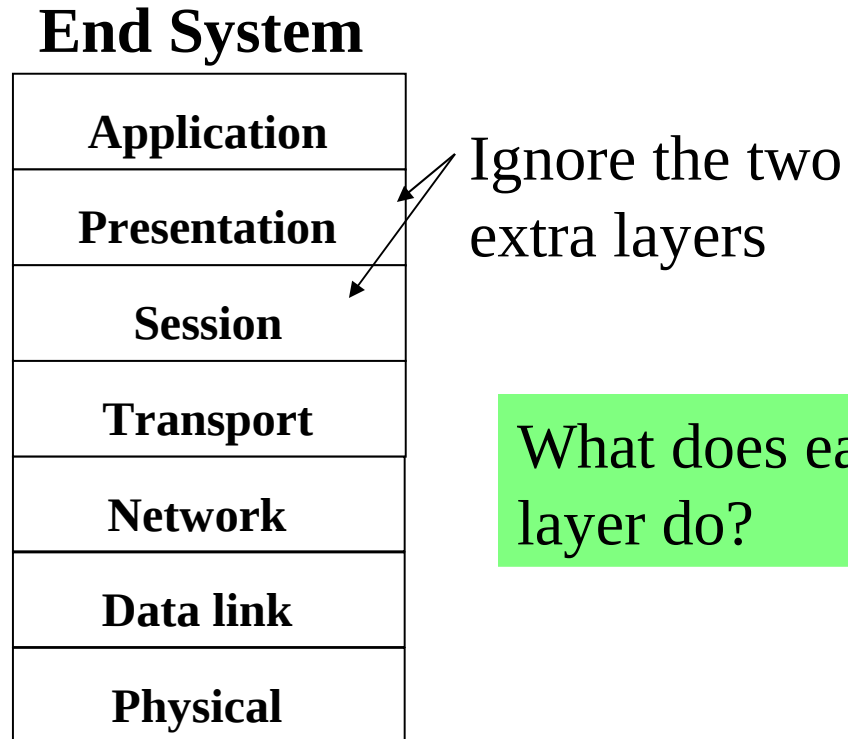 End System
Application
Presentation
Session
Transport
Network
Data link
Physical
Ignore the two
extra layers
What does ea
layer do?